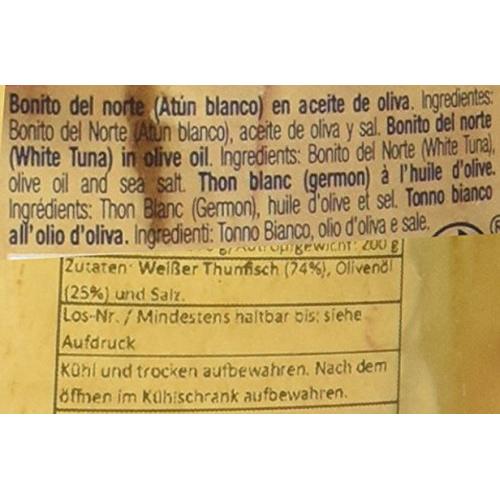 Bonito del norte (Atún blanco) en aceite de oliva. Ingredientes:
Bonito del Norte (Atún blanco), aceite de oliva y sal. Bonito del norte
(White Tuna) in olive oil. Ingredients: Bonito del Norte (White Tuna),
olive oil and sea salt. Thon blanc (germon) à l'huile d'olive.
Ingrédients: Thon Blanc (Germon), huile d'olive et sel. Tonno bianco
all'olio d'oliva. Ingredienti: Tonno Bianco, olio d'oliva e sale.
200 g
Zutaten: Weißer Thunfisch (74%), Olivenöl
(25%) und Salz.
Los-Nr. / Mindestens haltbar bis: siehe
Aufdruck
Kühl und trocken aufbewahren. Nach dem
öffnen im Kühlschrank aufbewahren.